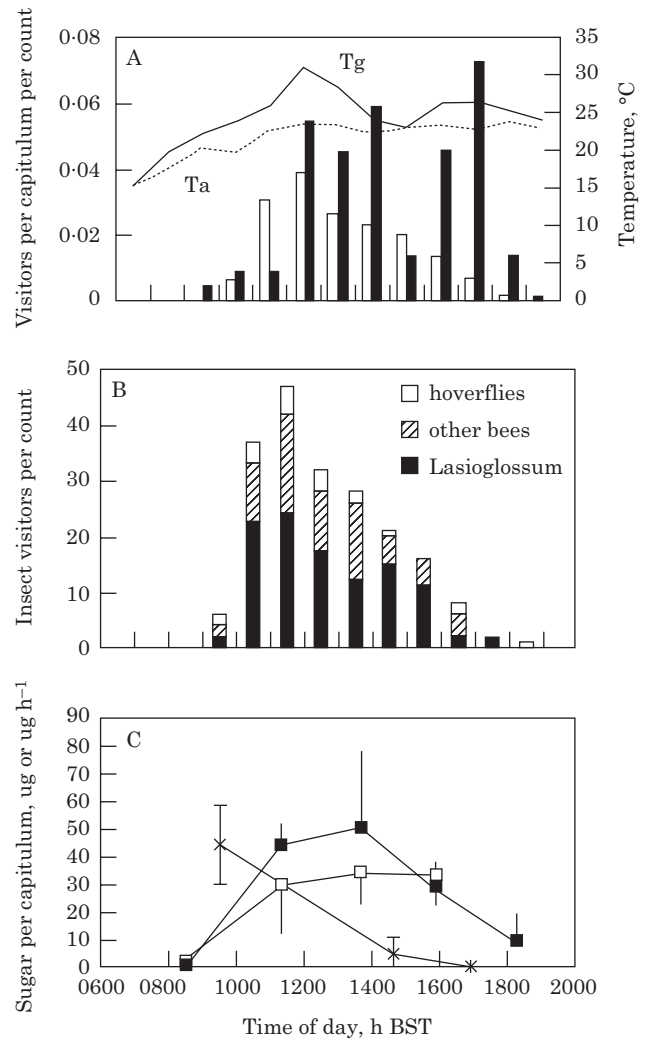 A
Tg
Ta
Visitors per capitulum per count
0·08
0·06
0·04
0·02
0
35
30
25
20
15
10
5
0
Temperature, °C
B
hoverflies
other bees
Lasioglossum
Insect visitors per count
50
40
30
20
10
0
C
Sugar per capitulum, ug or ug h⁻¹
90
80
70
60
50
40
30
20
10
0
0600 0800 1000 1200 1400 1600 1800 2000
Time of day, h BST